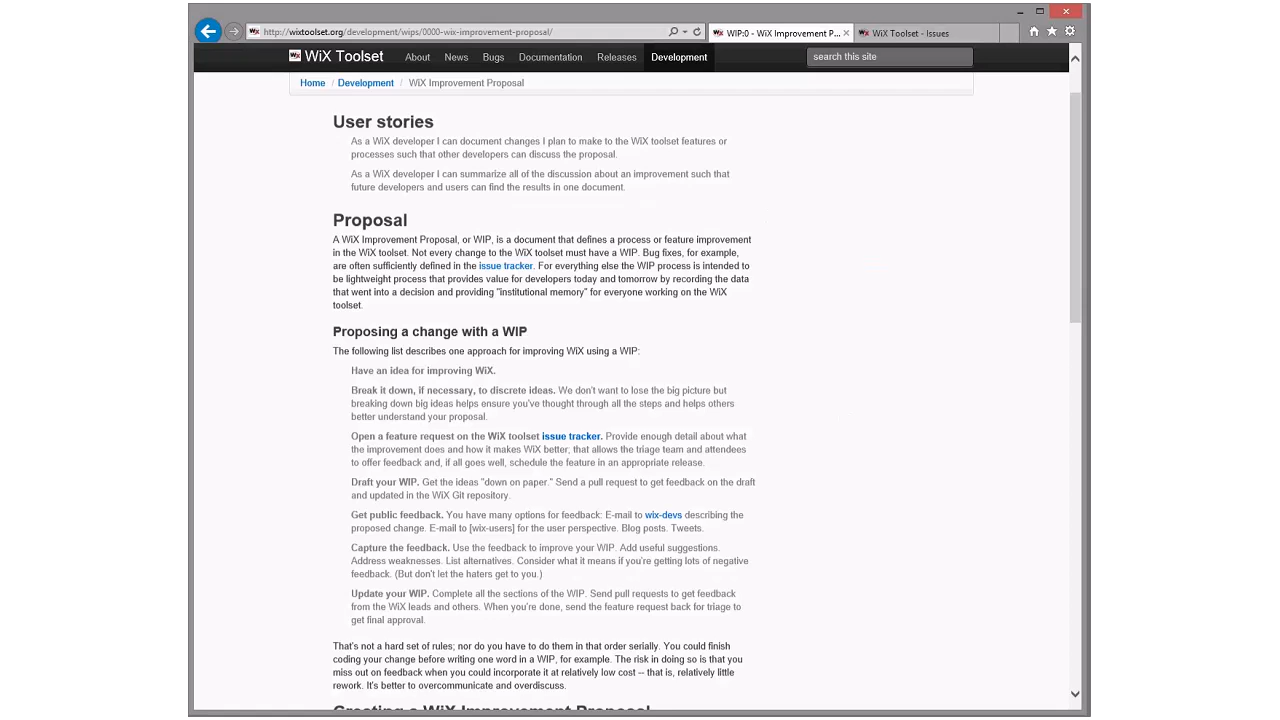 http://wixtoolset.org/development/wips/0000-wix-improvement-proposal/
WIP:0 - WiX Improvement P...
WiX Toolset - Issues
WiX Toolset
About
News
Bugs
Documentation
Releases
Development
search this site
Home / Development / WiX Improvement Proposal
User stories
As a WiX developer I can document changes I plan to make to the WiX toolset features or
processes such that other developers can discuss the proposal.
As a WiX developer I can summarize all of the discussion about an improvement such that
future developers and users can find the results in one document.
Proposal
A WiX Improvement Proposal, or WIP, is a document that defines a process or feature improvement
in the WiX toolset. Not every change to the WiX toolset must have a WIP. Bug fixes, for example,
are often sufficiently defined in the issue tracker. For everything else the WIP process is intended to
be lightweight process that provides value for developers today and tomorrow by recording the data
that went into a decision and providing "institutional memory" for everyone working on the WiX
toolset.
Proposing a change with a WIP
The following list describes one approach for improving WiX using a WIP:
Have an idea for improving WiX.
Break it down, if necessary, to discrete ideas. We don't want to lose the big picture but
breaking down big ideas helps ensure you've thought through all the steps and helps others
better understand your proposal.
Open a feature request on the WiX toolset issue tracker. Provide enough detail about what
the improvement does and how it makes WiX better; that allows the triage team and attendees
to offer feedback and, if all goes well, schedule the feature in an appropriate release.
Draft your WIP. Get the ideas "down on paper." Send a pull request to get feedback on the draft
and updated in the WiX Git repository.
Get public feedback. You have many options for feedback: E-mail to wix-devs describing the
proposed change. E-mail to [wix-users] for the user perspective. Blog posts. Tweets.
Capture the feedback. Use the feedback to improve your WIP. Add useful suggestions.
Address weaknesses. List alternatives. Consider what it means if you're getting lots of negative
feedback. (But don't let the haters get to you.)
Update your WIP. Complete all the sections of the WIP. Send pull requests to get feedback
from the WiX leads and others. When you're done, send the feature request back for triage to
get final approval.
That's not a hard set of rules; nor do you have to do them in that order serially. You could finish
coding your change before writing one word in a WIP, for example. The risk in doing so is that you
miss out on feedback when you could incorporate it at relatively low cost -- that is, relatively little
rework. It's better to overcommunicate and overdiscuss.
Creating a WiX Improvement Proposal